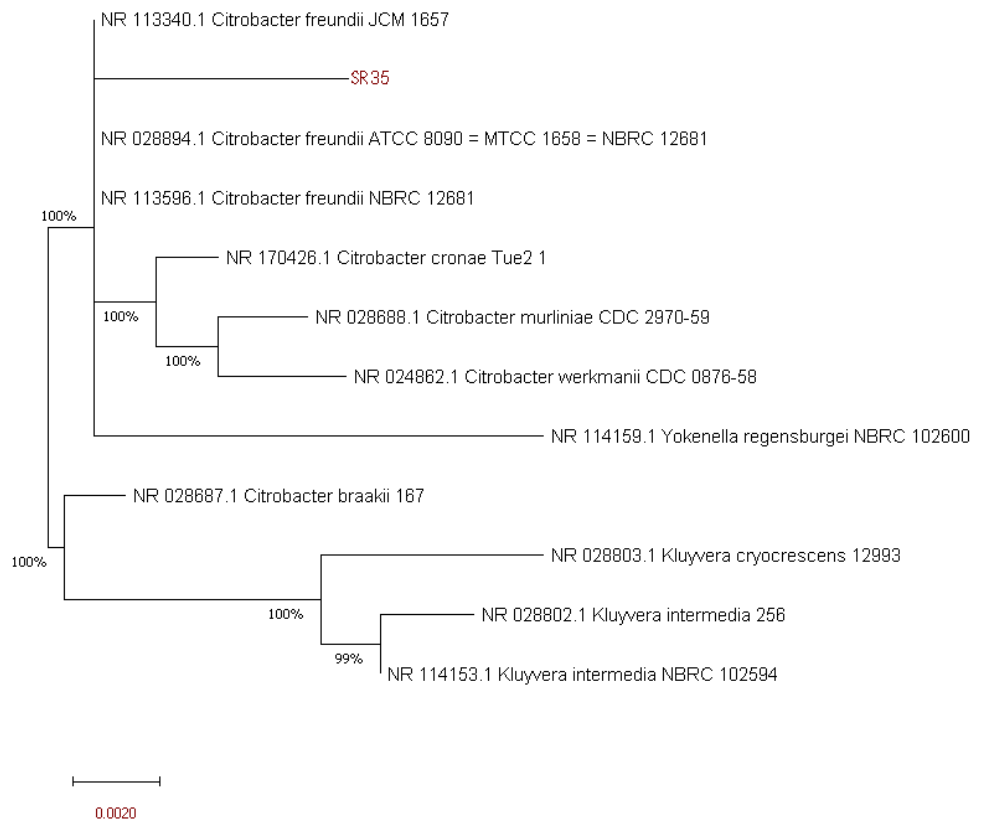 NR 113340.1 Citrobacter freundii JCM 1657
SR35
NR 028894.1 Citrobacter freundii ATCC 8090 = MTCC 1658 = NBRC 12681
NR 113596.1 Citrobacter freundii NBRC 12681
100%
NR 170426.1 Citrobacter cronae Tue2 1
100%
NR 028688.1 Citrobacter murliniae CDC 2970-59
100%
NR 024862.1 Citrobacter werkmanii CDC 0876-58
NR 114159.1 Yokenella regensburgei NBRC 102600
NR 028687.1 Citrobacter braakii 167
100%
NR 028803.1 Kluyvera cryocrescens 12993
100%
NR 028802.1 Kluyvera intermedia 256
99%
NR 114153.1 Kluyvera intermedia NBRC 102594
0.0020